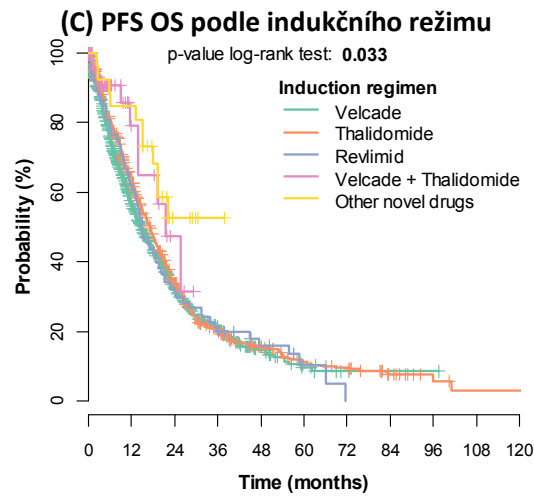 (C) PFS OS podle indukčního režimu
p-value log-rank test: 0.033
Induction regimen
Velcade
Thalidomide
Revlimid
Velcade + Thalidomide
Other novel drugs
Probability (%)
100
80
60
40
20
0
0 12 24 36 48 60 72 84 96 108 120
Time (months)